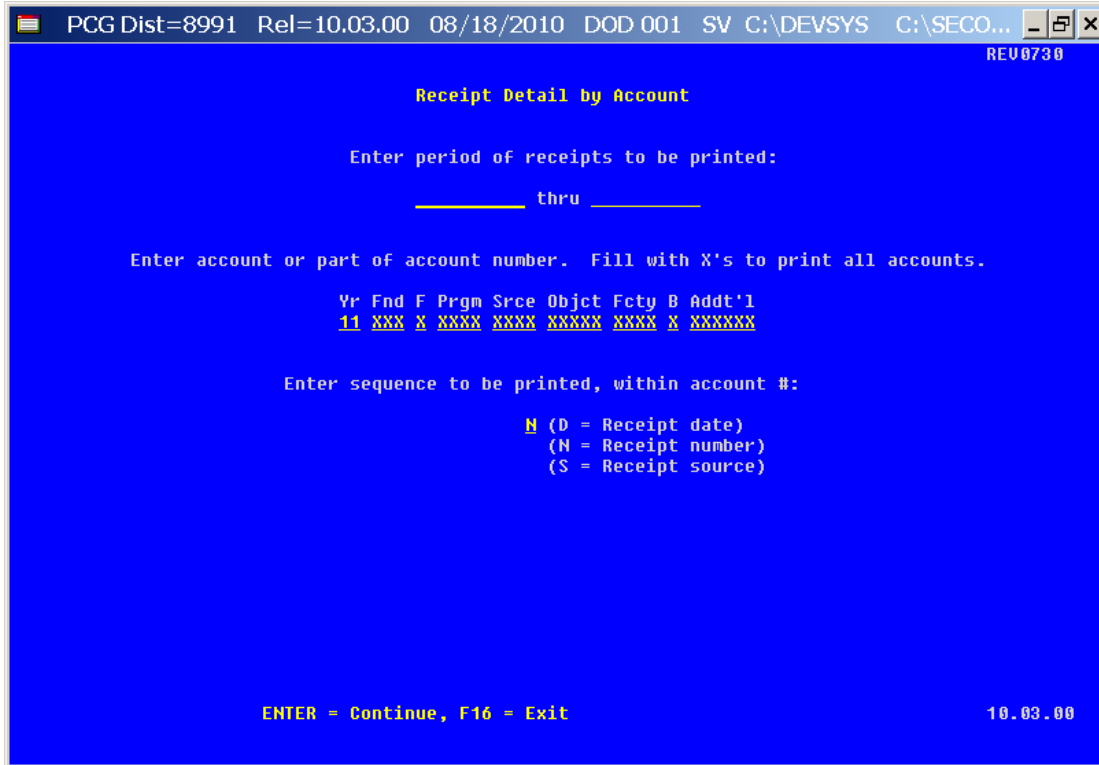 PCG Dist=8991 Rel=10.03.00 08/18/2010 DOD 001 SV C:\DEVSYS C:\SECO...
REV0730
Receipt Detail by Account
Enter period of receipts to be printed:
__________ thru __________
Enter account or part of account number. Fill with X's to print all accounts.
Yr Fnd F Prgm Srce Objct Fcty B Addt'l
11 XXX X XXXX XXXX XXXXX XXXX X XXXXXX
Enter sequence to be printed, within account #:
N (D = Receipt date)
(N = Receipt number)
(S = Receipt source)
ENTER = Continue, F16 = Exit
10.03.00